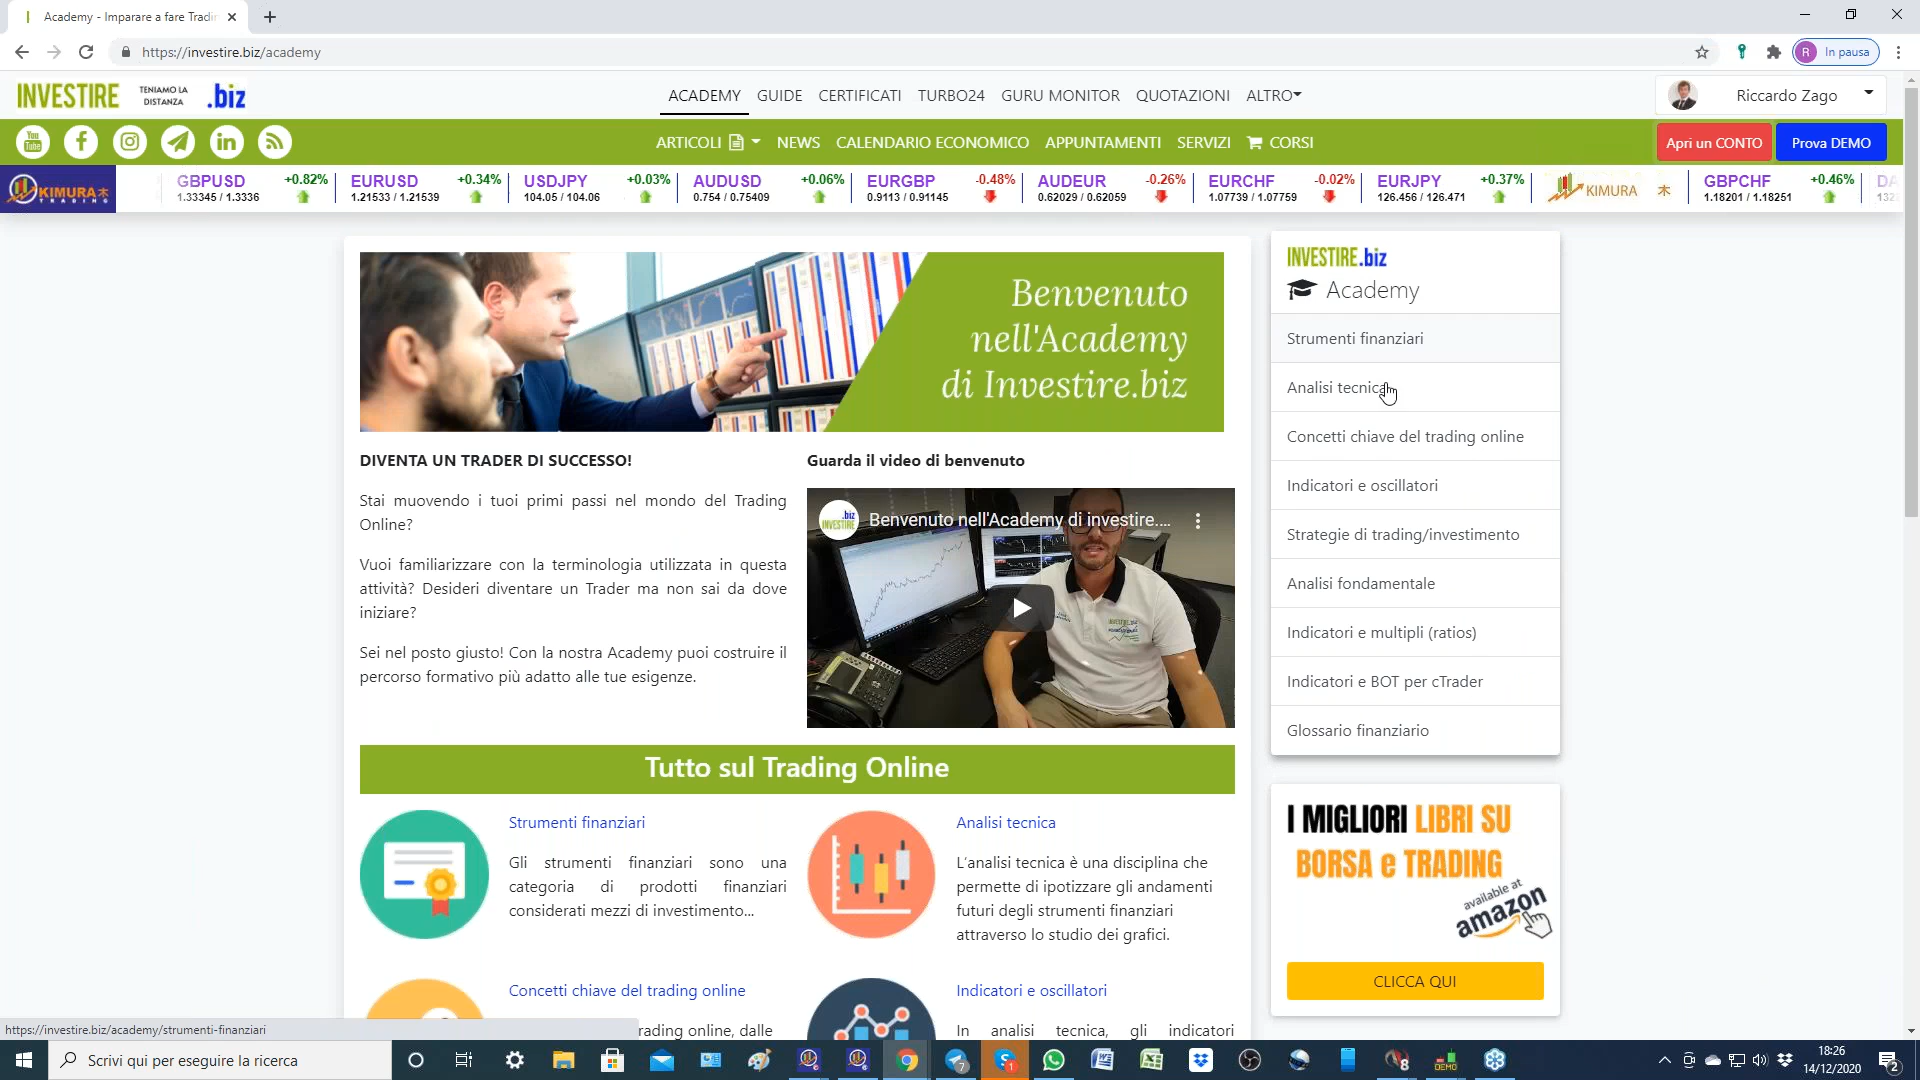 Academy - Imparare a fare Tradin
https://investire.biz/academy
In pausa
INVESTIRE TENIAMO LA DISTANZA .biz
ACADEMY GUIDE CERTIFICATI TURBO24 GURU MONITOR QUOTAZIONI ALTRO
Riccardo Zago
ARTICOLI NEWS CALENDARIO ECONOMICO APPUNTAMENTI SERVIZI CORSI
Apri un CONTO Prova DEMO
KIMURA TRADING
GBPUSD +0.82%
1.33345 / 1.3336
EURUSD +0.34%
1.21533 / 1.21539
USDJPY +0.03%
104.05 / 104.06
AUDUSD +0.06%
0.754 / 0.75409
EURGBP -0.48%
0.9113 / 0.91145
AUDEUR -0.26%
0.62029 / 0.62059
EURCHF -0.02%
1.07739 / 1.07759
EURJPY +0.37%
126.456 / 126.471
KIMURA 木
GBPCHF +0.46%
1.18201 / 1.18251
DA
132
Benvenuto
nell'Academy
di Investire.biz
DIVENTA UN TRADER DI SUCCESSO!
Stai muovendo i tuoi primi passi nel mondo del Trading
Online?
Vuoi familiarizzare con la terminologia utilizzata in questa
attività? Desideri diventare un Trader ma non sai da dove
iniziare?
Sei nel posto giusto! Con la nostra Academy puoi costruire il
percorso formativo più adatto alle tue esigenze.
Guarda il video di benvenuto
Benvenuto nell'Academy di investire....
Tutto sul Trading Online
Strumenti finanziari
Gli strumenti finanziari sono una
categoria di prodotti finanziari
considerati mezzi di investimento...
Analisi tecnica
L'analisi tecnica è una disciplina che
permette di ipotizzare gli andamenti
futuri degli strumenti finanziari
attraverso lo studio dei grafici.
Concetti chiave del trading online
rading online, dalle
Indicatori e oscillatori
In analisi tecnica, gli indicatori
INVESTIRE.biz
Academy
Strumenti finanziari
Analisi tecnica
Concetti chiave del trading online
Indicatori e oscillatori
Strategie di trading/investimento
Analisi fondamentale
Indicatori e multipli (ratios)
Indicatori e BOT per cTrader
Glossario finanziario
I MIGLIORI LIBRI SU
BORSA e TRADING
available at
amazon
CLICCA QUI
https://investire.biz/academy/strumenti-finanziari
Scrivi qui per eseguire la ricerca
18:26
14/12/2020